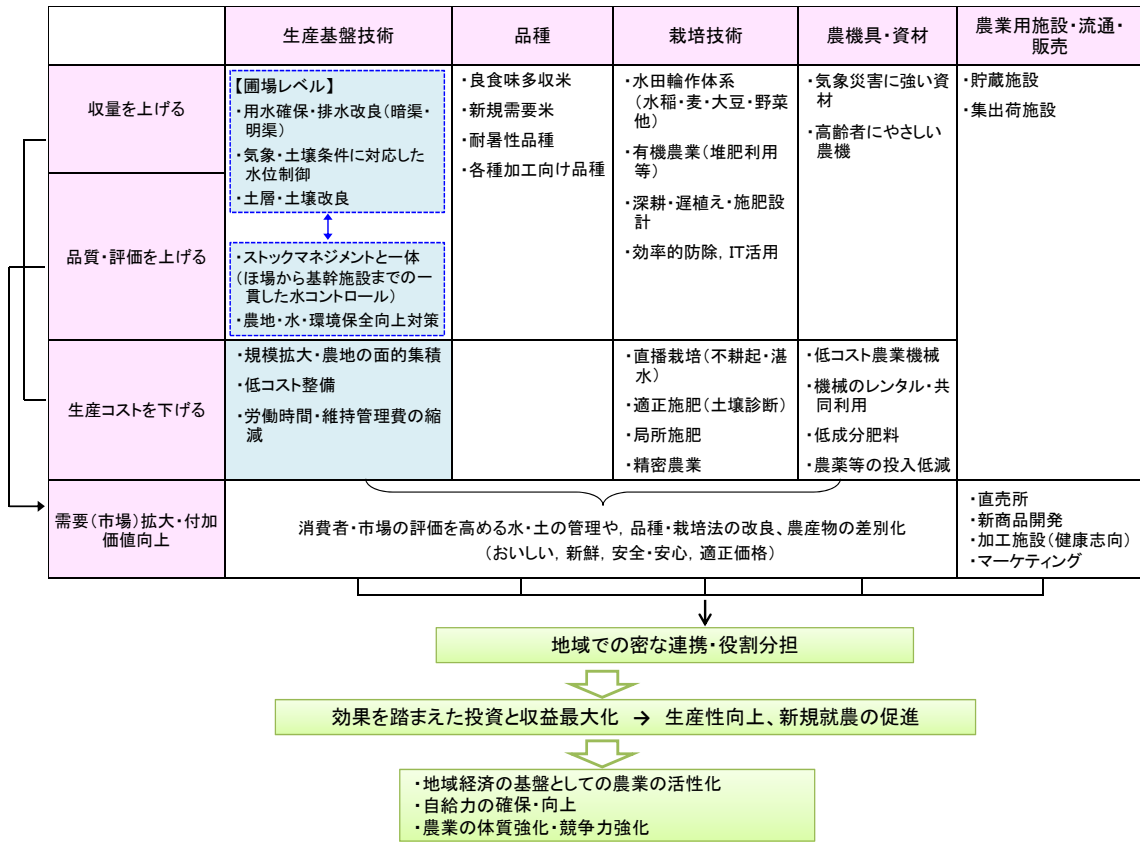 生産基盤技術
品種
栽培技術
農機具・資材
農業用施設・流通・
販売
収量を上げる
品質・評価を上げる
【圃場レベル】
・用水確保・排水改良(暗渠・
明渠)
・気象・土壌条件に対応した
水位制御
・土層・土壌改良
・ストックマネジメントと一体
(ほ場から基幹施設までの一
貫した水コントロール)
・農地・水・環境保全向上対策
・良食味多収米
・新規需要米
・耐暑性品種
・各種加工向け品種
・水田輪作体系
(水稲・麦・大豆・野菜
他)
・有機農業(堆肥利用
等)
・深耕・遅植え・施肥設
計
・効率的防除, IT活用
・気象災害に強い資
材
・高齢者にやさしい
農機
・貯蔵施設
・集出荷施設
生産コストを下げる
・規模拡大・農地の面的集積
・低コスト整備
・労働時間・維持管理費の縮
減
・直播栽培(不耕起・湛
水)
・適正施肥(土壌診断)
・局所施肥
・精密農業
・低コスト農業機械
・機械のレンタル・共
同利用
・低成分肥料
・農薬等の投入低減
需要(市場)拡大・付加
価値向上
消費者・市場の評価を高める水・土の管理や, 品種・栽培法の改良、農産物の差別化
(おいしい, 新鮮, 安全・安心, 適正価格)
・直売所
・新商品開発
・加工施設(健康志向)
・マーケティング
地域での密な連携・役割分担
効果を踏まえた投資と収益最大化 → 生産性向上、新規就農の促進
・地域経済の基盤としての農業の活性化
・自給力の確保・向上
・農業の体質強化・競争力強化